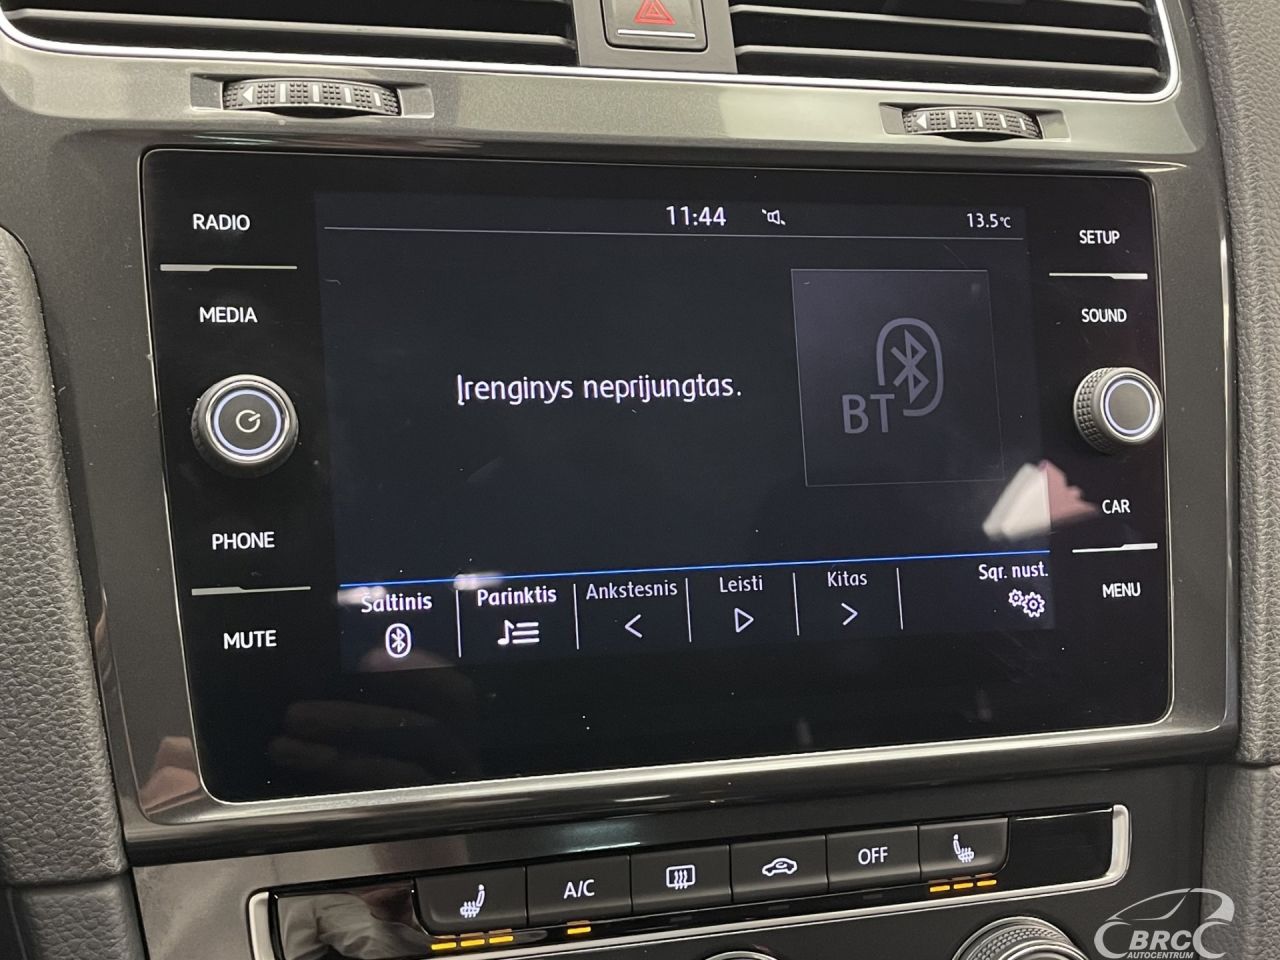 RADIO
MEDIA
PHONE
MUTE
11:44
13.5°C
Įrenginys neprijungtas.
BT
Šaltinis
Parinktis
Ankstesnis
Leisti
Kitas
Sąr. nust.
SETUP
SOUND
CAR
MENU
A/C
OFF
BRC
AUTOCENTRUM